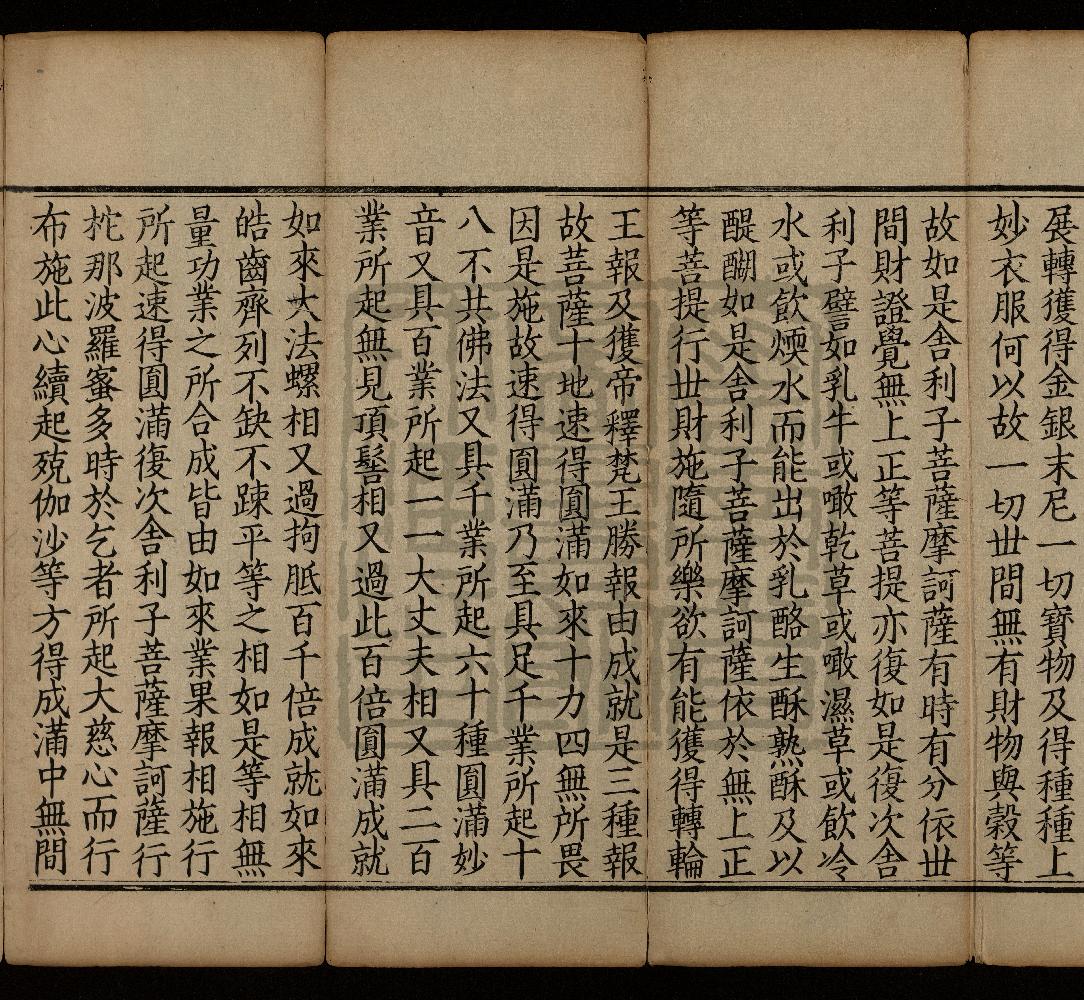 展轉獲得金銀末尼一切寶物及得種種上
妙衣服何以故一切丗間無有財物與穀等
故如是舍利子菩薩摩訶薩有時有分依丗
間財證覺無上正等菩提亦復如是復次舍
利子譬如乳牛或噉乾草或噉濕草或飲冷
水或飲煗水而能出於乳酪生酥熟酥及以
醍醐如是舍利子菩薩摩訶薩依於無上正
等菩提行丗財施隨所樂欲有能獲得轉輪
王報及獲帝釋梵王勝報由成就是三種報
故菩薩十地速得圓滿如來十力四無所畏
因是施故速得圓滿乃至具足千業所起十
八不共佛法又具千業所起六十種圓滿妙
音又具百業所起一一大丈夫相又具二百
業所起無見頂髻相又過此百倍圓滿成就
如來大法螺相又過拘胝百千倍成就如來
皓齒齊列不缺不踈平等之相如是等相無
量功業之所合成皆由如來業果報相施行
所起速得圓滿復次舍利子菩薩摩訶薩行
柁那波羅蜜多時於乞者所起大慈心而行
布施此心續起殑伽沙等方得成滿中無間